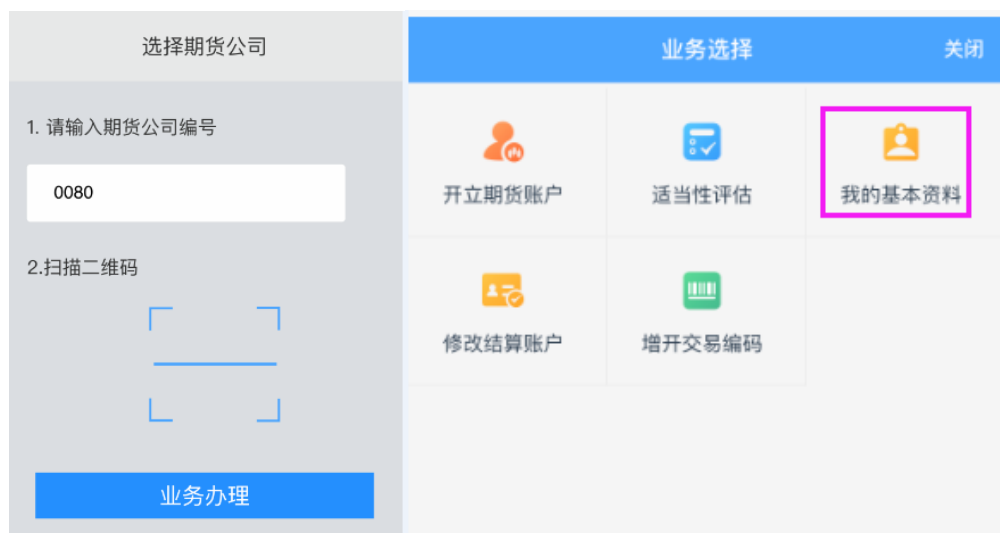 选择期货公司
1. 请输入期货公司编号
0080
2.扫描二维码
业务办理
业务选择
关闭
开立期货账户
适当性评估
我的基本资料
修改结算账户
增开交易编码